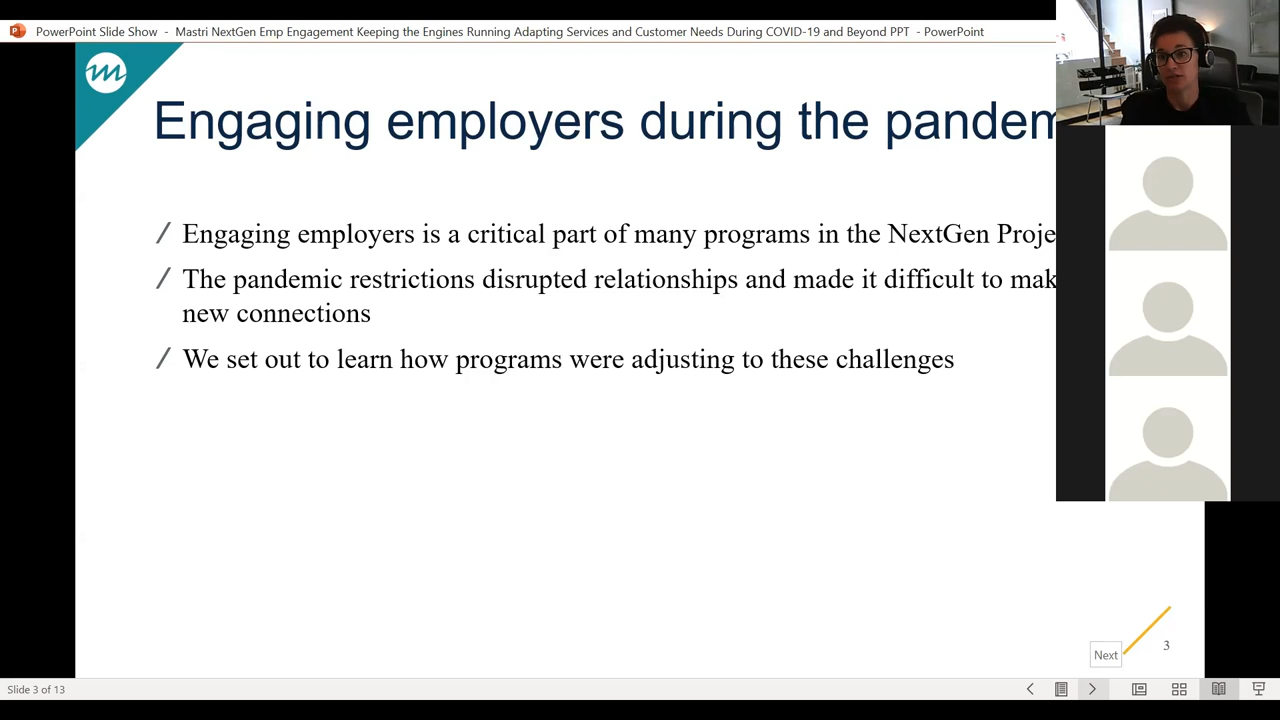 PowerPoint Slide Show - Mastri NextGen Emp Engagement Keeping the Engines Running Adapting Services and Customer Needs During COVID-19 and Beyond PPT - PowerPoint
Engaging employers during the pandem
/ Engaging employers is a critical part of many programs in the NextGen Proje
/ The pandemic restrictions disrupted relationships and made it difficult to mak
new connections
/ We set out to learn how programs were adjusting to these challenges
Next
3
Slide 3 of 13